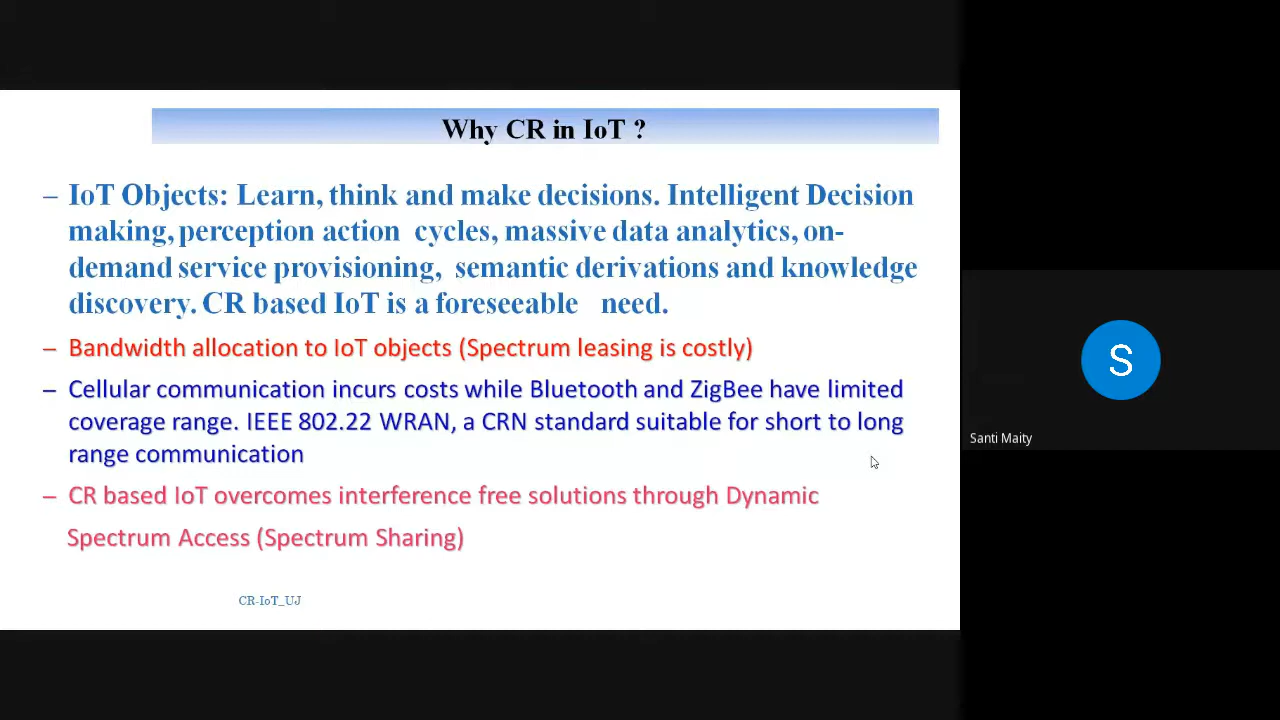 Why CR in IoT ?
– IoT Objects: Learn, think and make decisions. Intelligent Decision
making, perception action cycles, massive data analytics, on-
demand service provisioning, semantic derivations and knowledge
discovery. CR based IoT is a foreseeable need.
– Bandwidth allocation to IoT objects (Spectrum leasing is costly)
– Cellular communication incurs costs while Bluetooth and ZigBee have limited
coverage range. IEEE 802.22 WRAN, a CRN standard suitable for short to long
range communication
– CR based IoT overcomes interference free solutions through Dynamic
Spectrum Access (Spectrum Sharing)
CR-IoT_UJ
S
Santi Maity